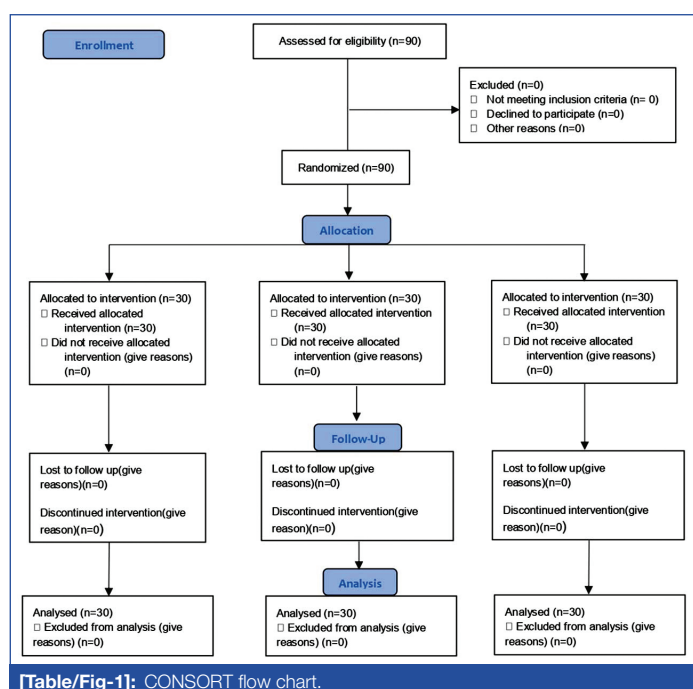 Enrollment
Assessed for eligibility (n=90)
Excluded (n=0)
□ Not meeting inclusion criteria (n= 0)
□ Declined to participate (n=0)
□ Other reasons (n=0)
Randomized (n=90)
Allocation
Allocated to intervention (n=30)
□ Received allocated
intervention (n=30)
□ Did not receive allocated
intervention (give reasons)
(n=0)
Allocated to intervention (n=30)
□ Received allocated intervention
(n=30)
□ Did not receive allocated
intervention (give reasons)
(n=0)
Allocated to intervention (n=30)
□ Received allocated intervention
(n=30)
□ Did not receive allocated
intervention (give reasons)
(n=0)
Follow-Up
Lost to follow up(give
reasons)(n=0)
Discontinued intervention(give
reason)(n=0)
Lost to follow up(give
reasons)(n=0)
Discontinued intervention(give
reason)(n=0)
Lost to follow up(give
reasons)(n=0)
Discontinued intervention(give
reason)(n=0)
Analysis
Analysed (n=30)
□ Excluded from analysis (give
reasons) (n=0)
Analysed (n=30)
□ Excluded from analysis (give
reasons) (n=0)
Analysed (n=30)
□ Excluded from analysis (give
reasons) (n=0)
[Table/Fig-1]: CONSORT flow chart.